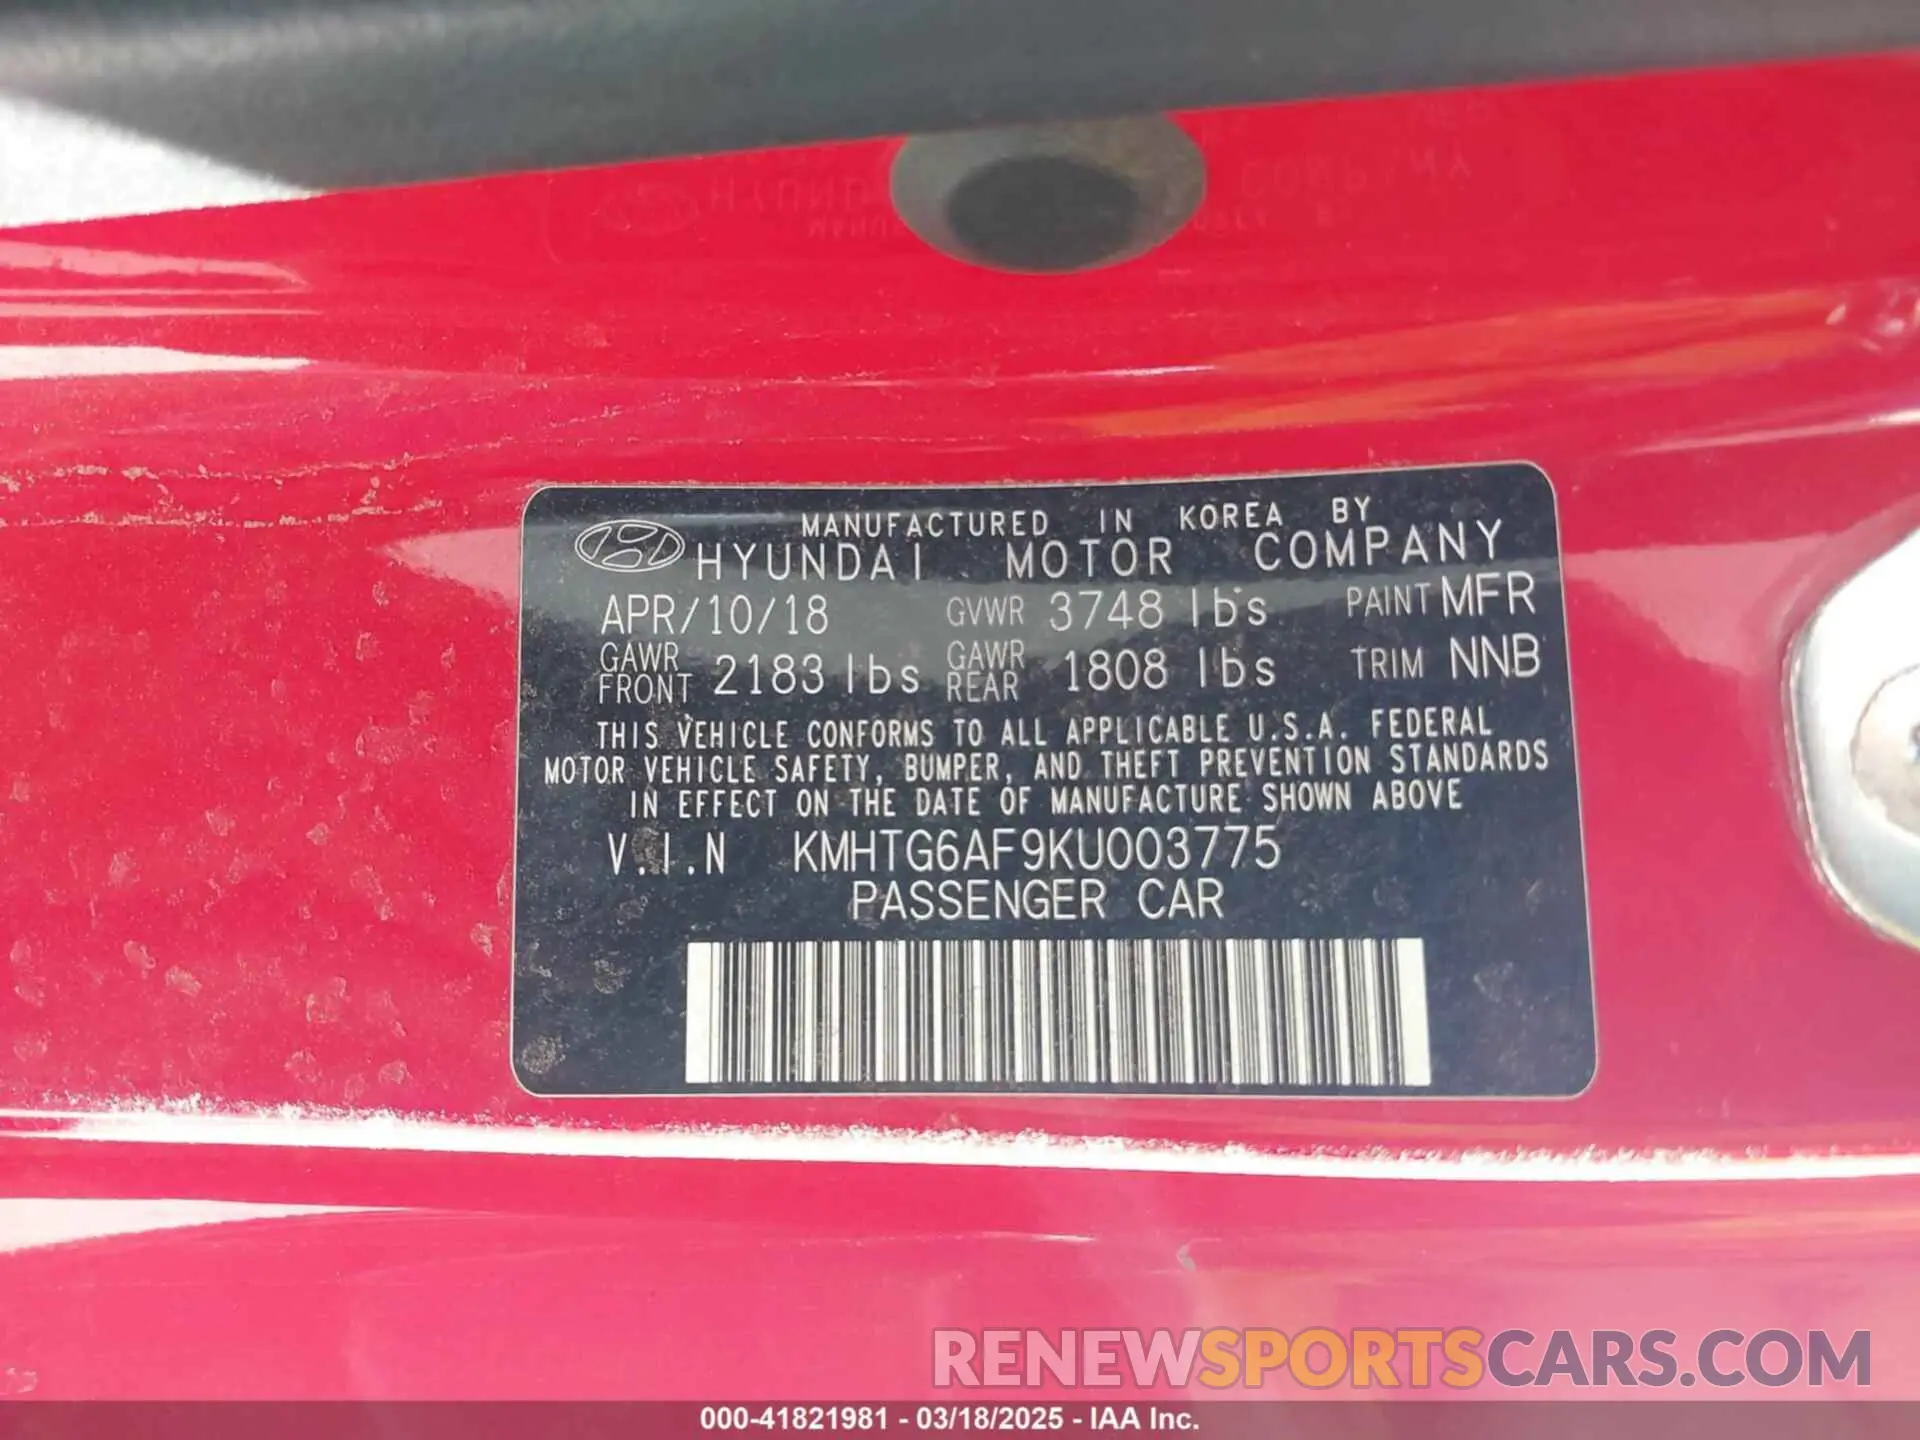 MANUFACTURED IN KOREA BY
HYUNDAI MOTOR COMPANY
APR/10/18 GVWR 3748 lbs PAINT MFR
GAWR FRONT 2183 lbs GAWR REAR 1808 lbs TRIM NNB
THIS VEHICLE CONFORMS TO ALL APPLICABLE U.S.A. FEDERAL
MOTOR VEHICLE SAFETY, BUMPER, AND THEFT PREVENTION STANDARDS
IN EFFECT ON THE DATE OF MANUFACTURE SHOWN ABOVE
V.I.N KMHTG6AF9KU003775
PASSENGER CAR
RENEWSPORTSCARS.COM
000-41821981 - 03/18/2025 - IAA Inc.